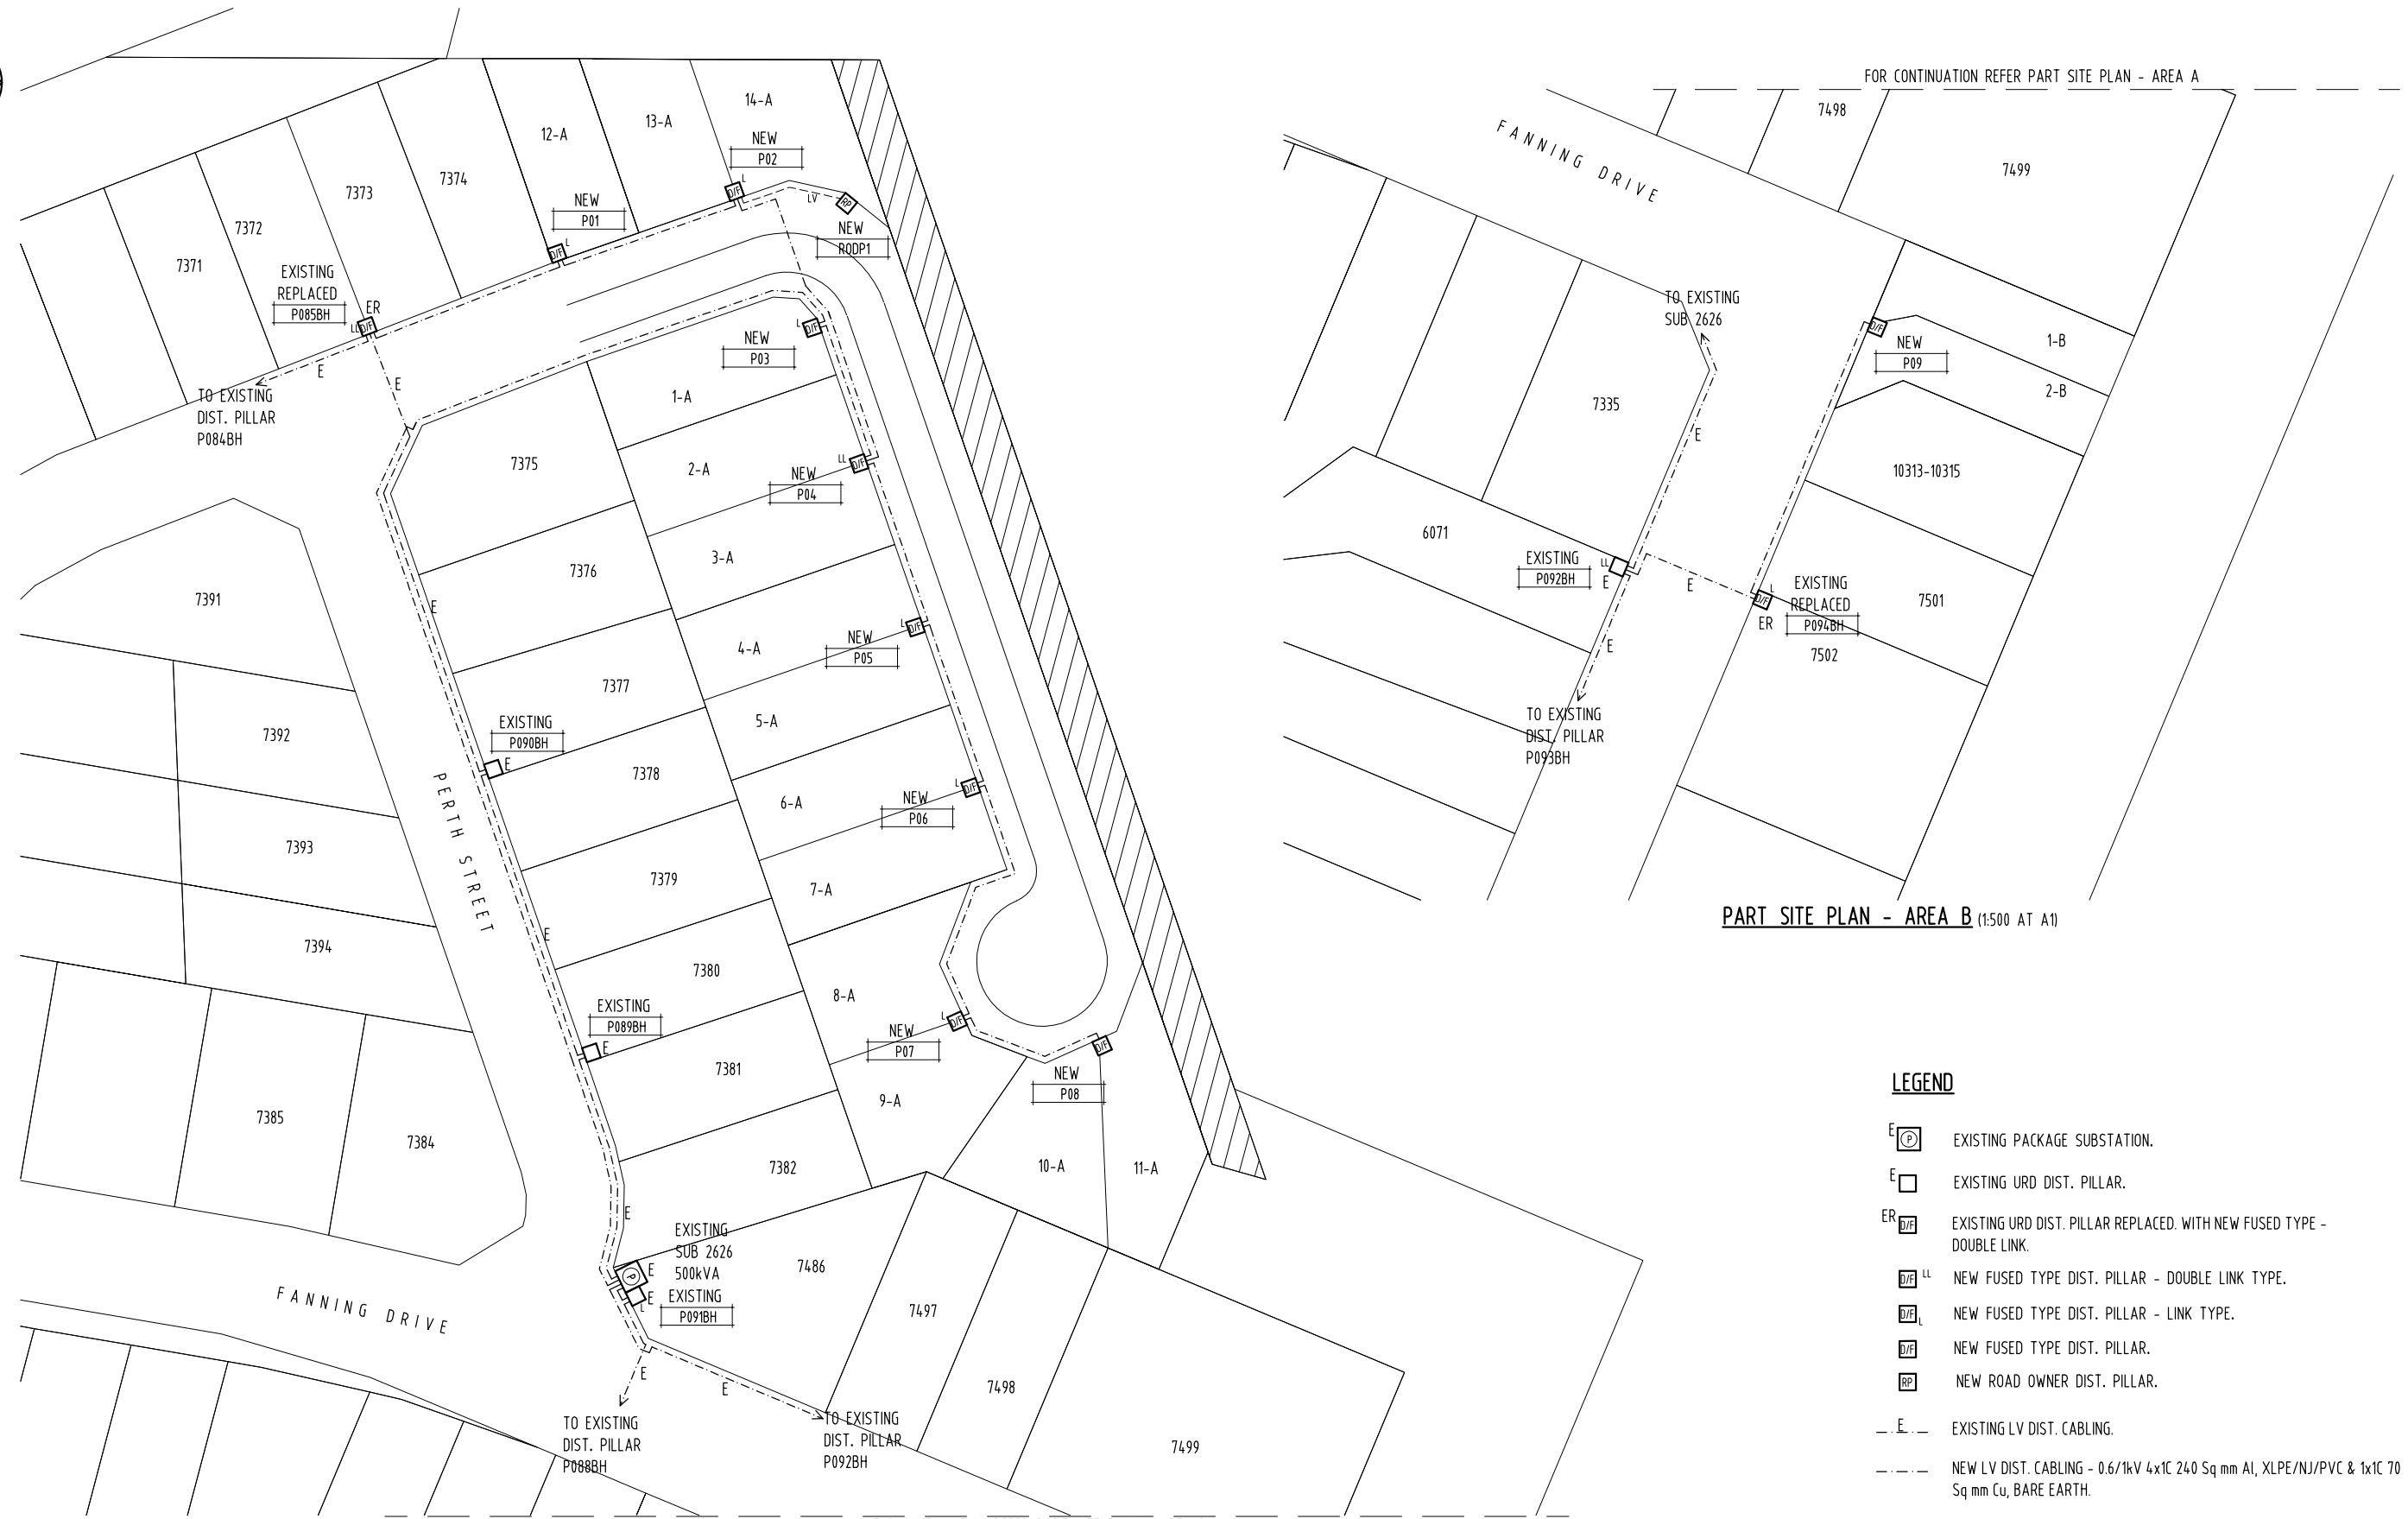 14-A
13-A
12-A
NEW
P02
7374
7373
NEW
P01
L
D/F
LV
RP
7372
NEW
RODP1
7371
L
D/F
EXISTING
REPLACED
P085BH
ER
LL
D/F
E
E
TO EXISTING
DIST. PILLAR
P084BH
L
D/F
NEW
P03
1-A
7375
2-A
LL
D/F
NEW
P04
3-A
7376
7391
E
L
D/F
NEW
P05
4-A
7377
5-A
EXISTING
P090BH
E
7392
7378
PERTH STREET
6-A
L
D/F
NEW
P06
7393
7379
7-A
E
7394
7380
8-A
EXISTING
P089BH
E
L
D/F
NEW
P07
D/F
NEW
P08
7381
9-A
7385
7384
7382
10-A
11-A
E
EXISTING
SUB 2626
500kVA
P
E
EXISTING
P091BH
E
L
7486
7497
FANNING DRIVE
7498
7499
E
E
TO EXISTING
DIST. PILLAR
P088BH
TO EXISTING
DIST. PILLAR
P092BH
FOR CONTINUATION REFER PART SITE PLAN - AREA A
7498
7499
FANNING DRIVE
TO EXISTING
SUB 2626
D/F
NEW
P09
1-B
2-B
7335
E
10313-10315
6071
EXISTING
P092BH
LL
E
E
L
D/F
EXISTING
REPLACED
P094BH
ER
7501
7502
E
TO EXISTING
DIST. PILLAR
P093BH
PART SITE PLAN - AREA B (1:500 AT A1)
LEGEND
E P EXISTING PACKAGE SUBSTATION.
E EXISTING URD DIST. PILLAR.
ER D/F EXISTING URD DIST. PILLAR REPLACED. WITH NEW FUSED TYPE -
DOUBLE LINK.
D/F LL NEW FUSED TYPE DIST. PILLAR - DOUBLE LINK TYPE.
D/F L NEW FUSED TYPE DIST. PILLAR - LINK TYPE.
D/F NEW FUSED TYPE DIST. PILLAR.
RP NEW ROAD OWNER DIST. PILLAR.
E EXISTING LV DIST. CABLING.
NEW LV DIST. CABLING - 0.6/1kV 4x1C 240 Sq mm Al, XLPE/NJ/PVC & 1x1C 70
Sq mm Cu, BARE EARTH.